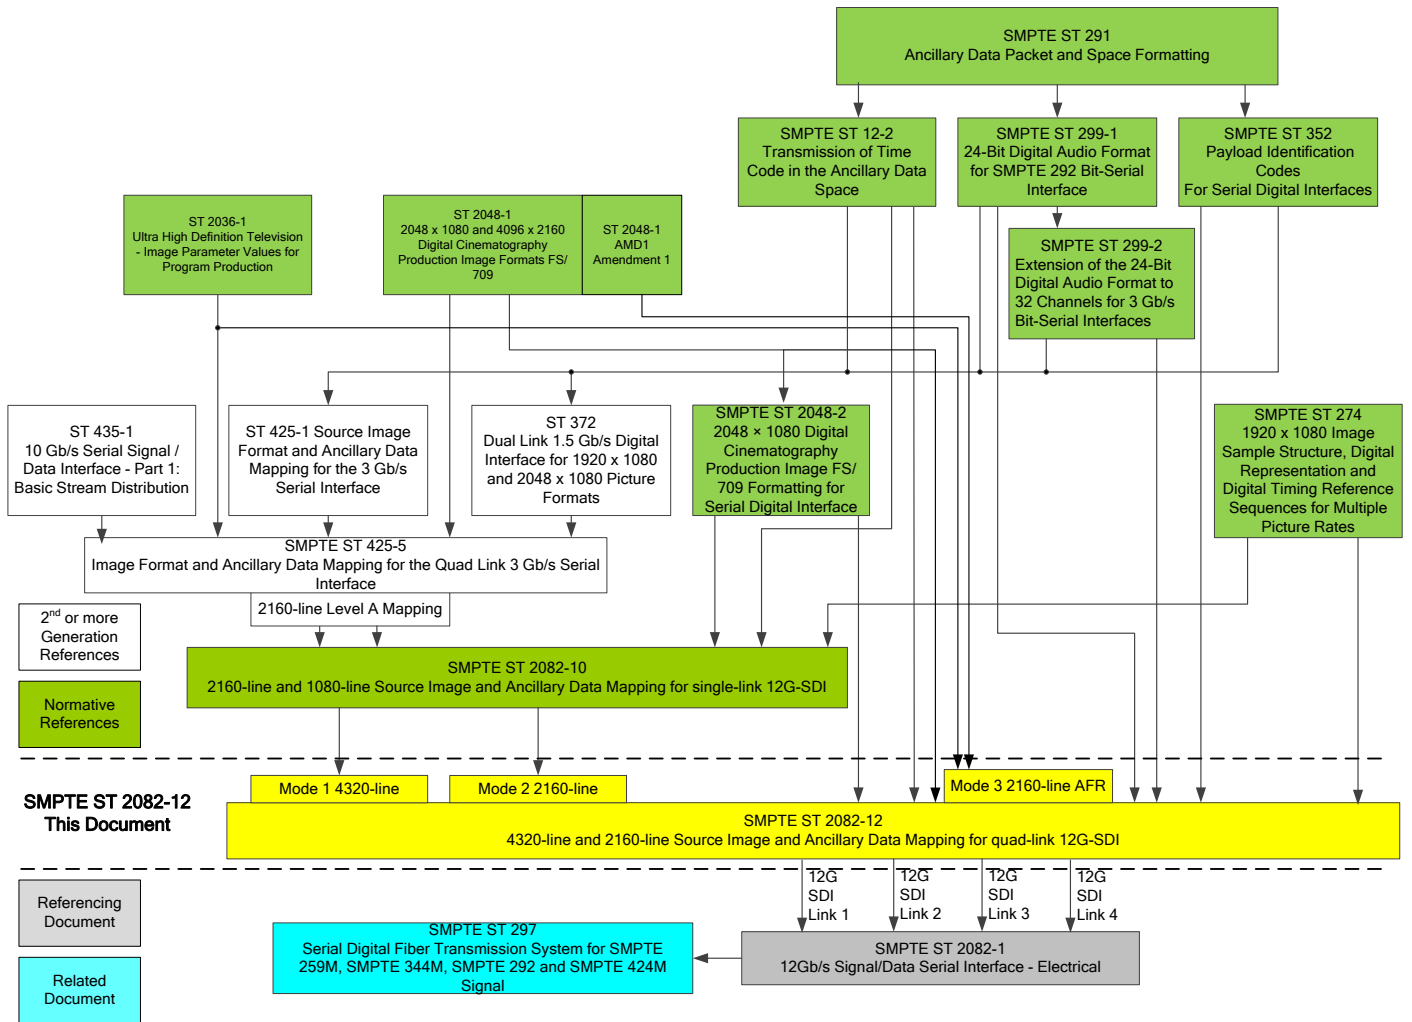 SMPTE ST 291
Ancillary Data Packet and Space Formatting
SMPTE ST 12-2
Transmission of Time
Code in the Ancillary Data
Space
SMPTE ST 299-1
24-Bit Digital Audio Format
for SMPTE 292 Bit-Serial
Interface
SMPTE ST 352
Payload Identification
Codes
For Serial Digital Interfaces
ST 2036-1
Ultra High Definition Television
- Image Parameter Values for
Program Production
ST 2048-1
2048 x 1080 and 4096 x 2160
Digital Cinematography
Production Image Formats FS/
709
ST 2048-1
AMD1
Amendment 1
SMPTE ST 299-2
Extension of the 24-Bit
Digital Audio Format to
32 Channels for 3 Gb/s
Bit-Serial Interfaces
ST 435-1
10 Gb/s Serial Signal /
Data Interface - Part 1:
Basic Stream Distribution
ST 425-1 Source Image
Format and Ancillary Data
Mapping for the 3 Gb/s
Serial Interface
ST 372
Dual Link 1.5 Gb/s Digital
Interface for 1920 x 1080
and 2048 x 1080 Picture
Formats
SMPTE ST 2048-2
2048 × 1080 Digital
Cinematography
Production Image FS/
709 Formatting for
Serial Digital Interface
SMPTE ST 274
1920 x 1080 Image
Sample Structure, Digital
Representation and
Digital Timing Reference
Sequences for Multiple
Picture Rates
SMPTE ST 425-5
Image Format and Ancillary Data Mapping for the Quad Link 3 Gb/s Serial
Interface
2160-line Level A Mapping
2nd or more
Generation
References
SMPTE ST 2082-10
2160-line and 1080-line Source Image and Ancillary Data Mapping for single-link 12G-SDI
Normative
References
Mode 1 4320-line
Mode 2 2160-line
Mode 3 2160-line AFR
SMPTE ST 2082-12
This Document
SMPTE ST 2082-12
4320-line and 2160-line Source Image and Ancillary Data Mapping for quad-link 12G-SDI
12G
SDI
Link 1
12G
SDI
Link 2
12G
SDI
Link 3
12G
SDI
Link 4
Referencing
Document
SMPTE ST 297
Serial Digital Fiber Transmission System for SMPTE
259M, SMPTE 344M, SMPTE 292 and SMPTE 424M
Signal
SMPTE ST 2082-1
12Gb/s Signal/Data Serial Interface - Electrical
Related
Document